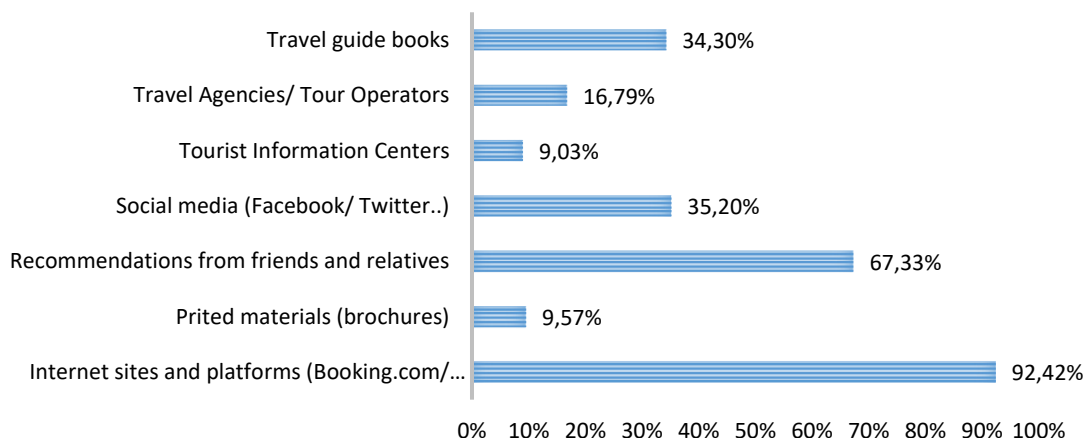 Travel guide books 34,30%
Travel Agencies/ Tour Operators 16,79%
Tourist Information Centers 9,03%
Social media (Facebook/ Twitter..) 35,20%
Recommendations from friends and relatives 67,33%
Prited materials (brochures) 9,57%
Internet sites and platforms (Booking.com/… 92,42%
0% 10% 20% 30% 40% 50% 60% 70% 80% 90% 100%